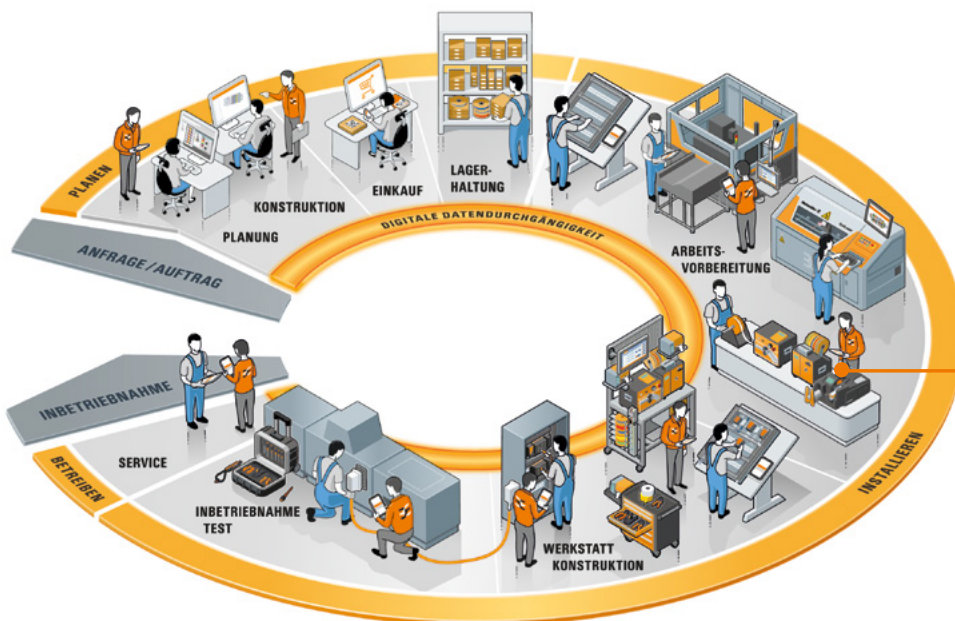 PLANEN
ANFRAGE / AUFTRAG
PLANUNG
KONSTRUKTION
EINKAUF
LAGER-
HALTUNG
DIGITALE DATENDURCHGÄNGIGKEIT
ARBEITS-
VORBEREITUNG
INSTALLIEREN
WERKSTATT
KONSTRUKTION
INBETRIEBNAHME
TEST
SERVICE
BETREIBEN
INBETRIEBNAHME